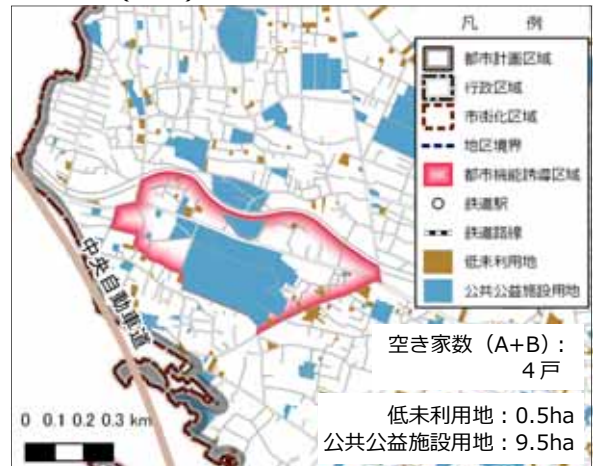 凡 例
都市計画区域
行政区域
市街化区域
地区境界
都市機能誘導区域
鉄道駅
鉄道路線
低未利用地
公共公益施設用地
中央自動車道
空き家数（A+B）：
４戸
低未利用地：0.5ha
公共公益施設用地：9.5ha
0 0.1 0.2 0.3 km